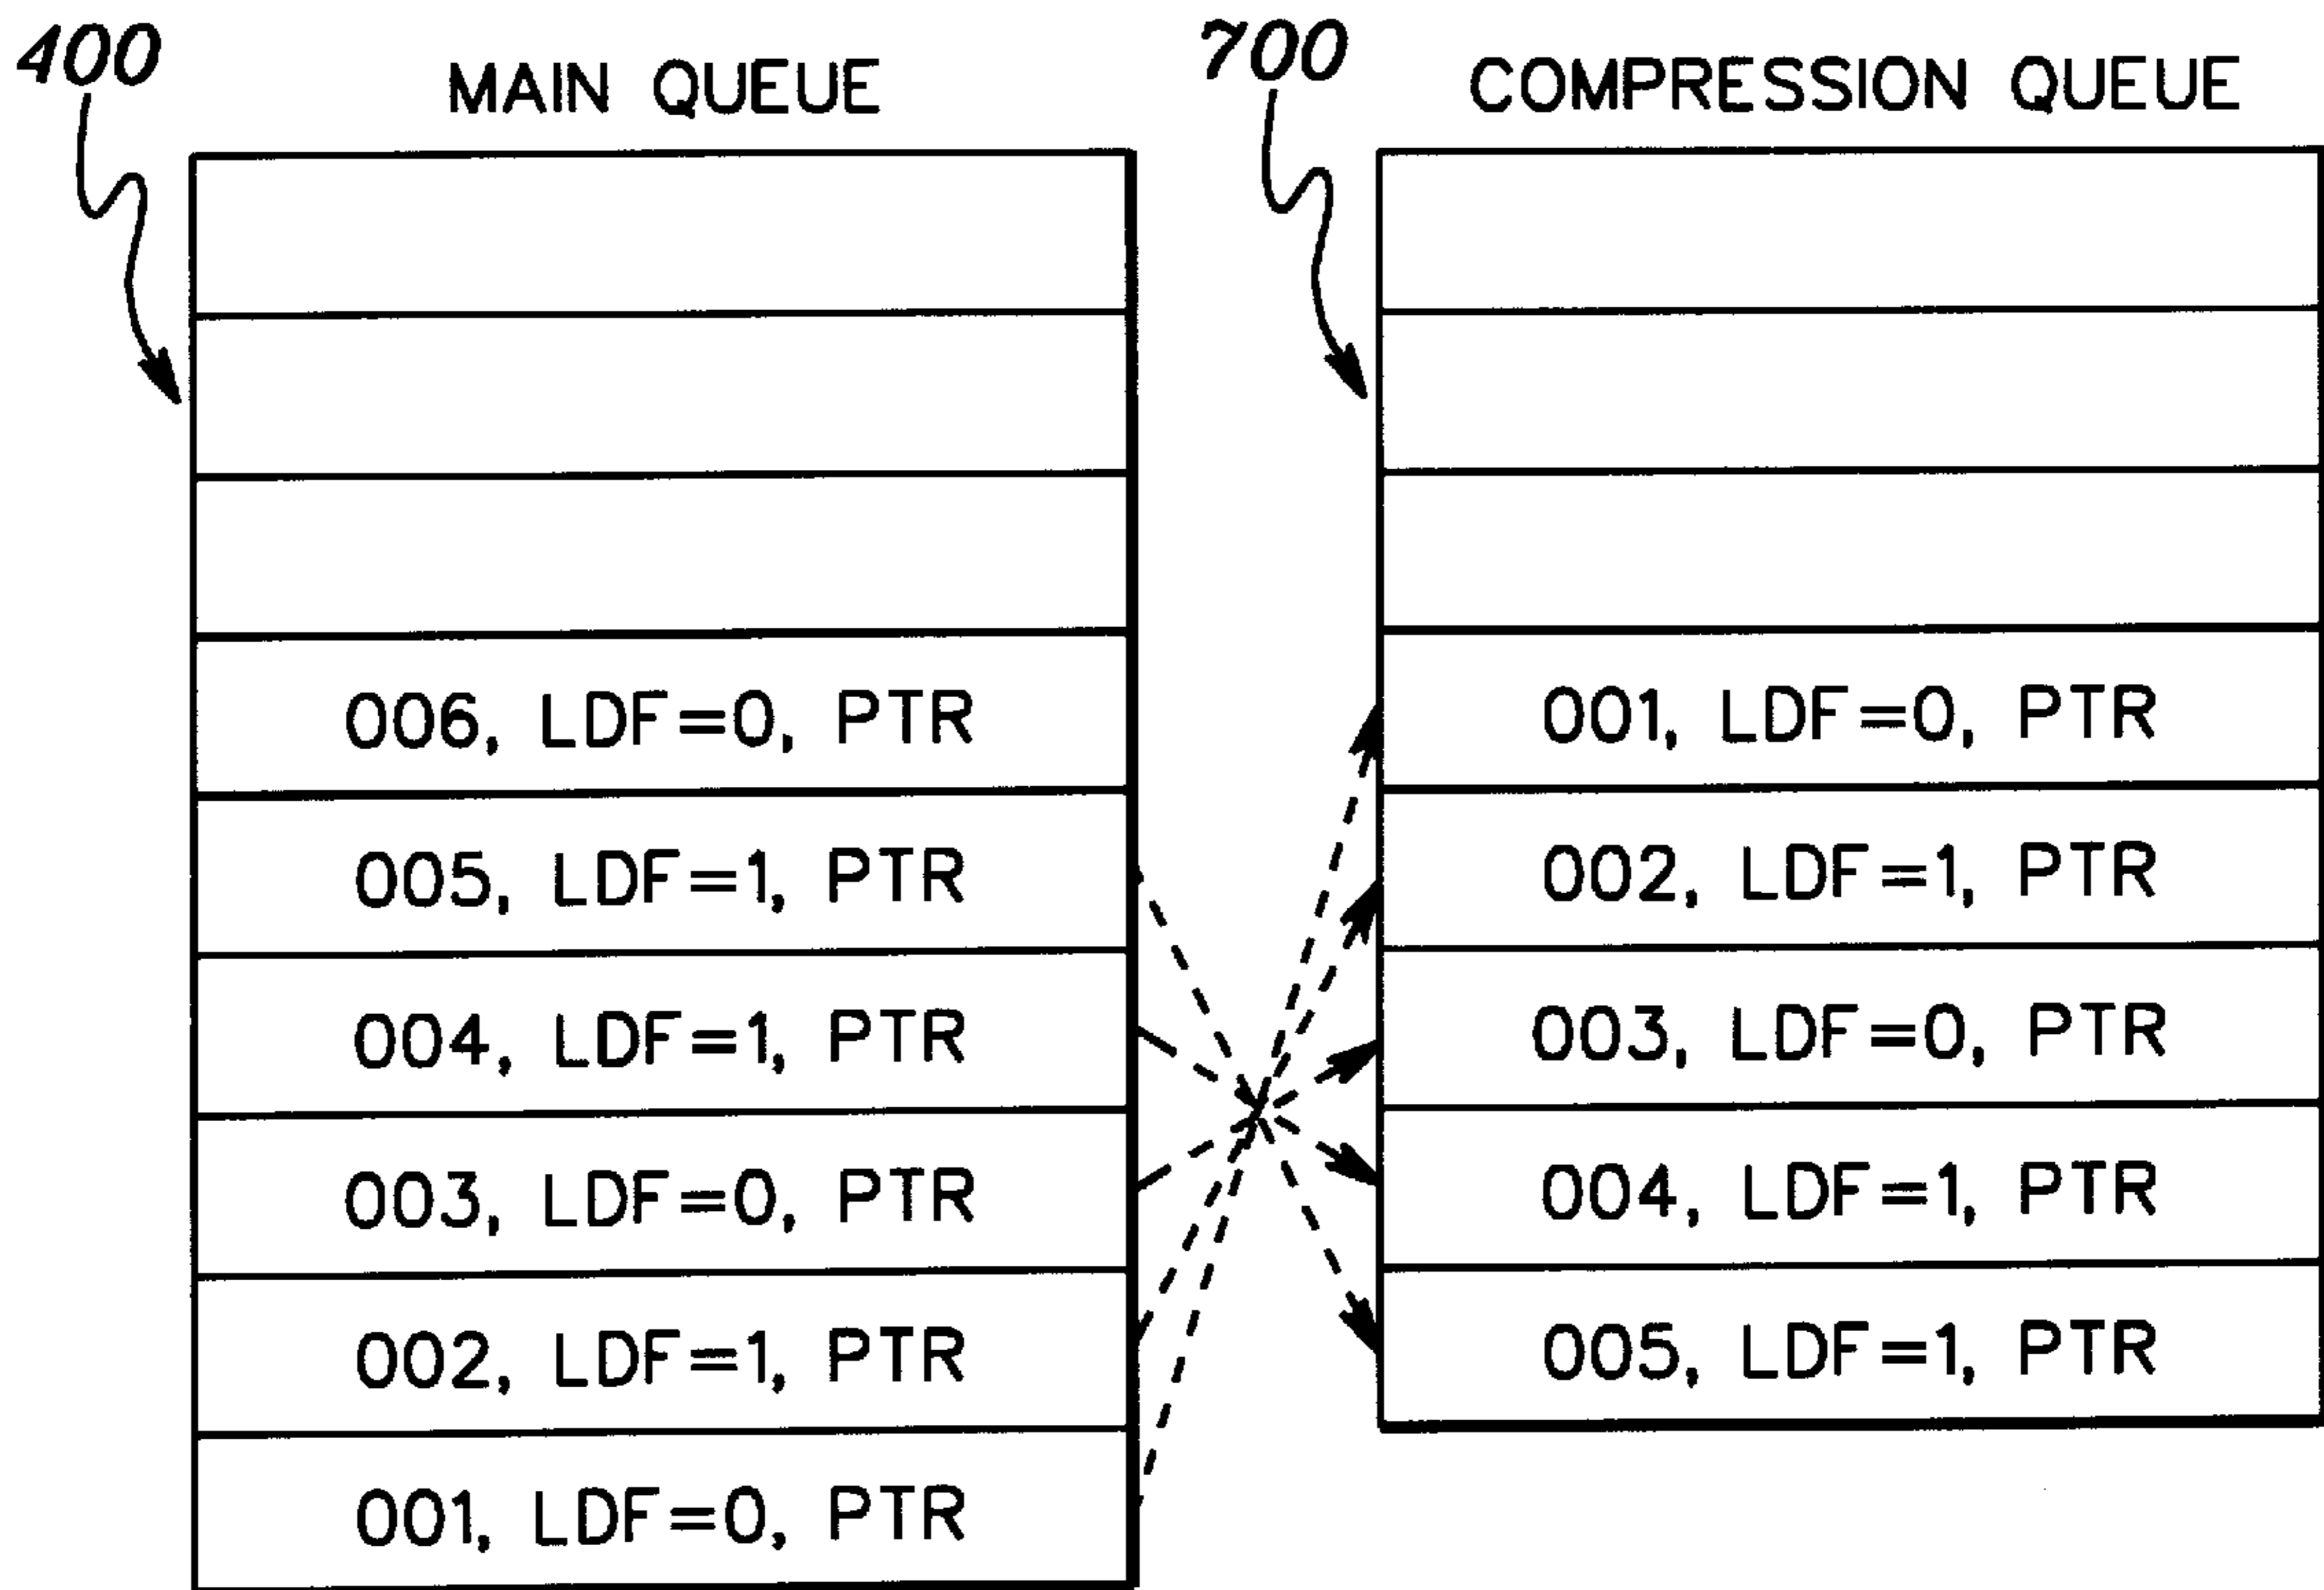 400
MAIN QUEUE
006, LDF=0, PTR
005, LDF=1, PTR
004, LDF=1, PTR
003, LDF=0, PTR
002, LDF=1, PTR
001, LDF=0, PTR
700
COMPRESSION QUEUE
001, LDF=0, PTR
002, LDF=1, PTR
003, LDF=0, PTR
004, LDF=1, PTR
005, LDF=1, PTR